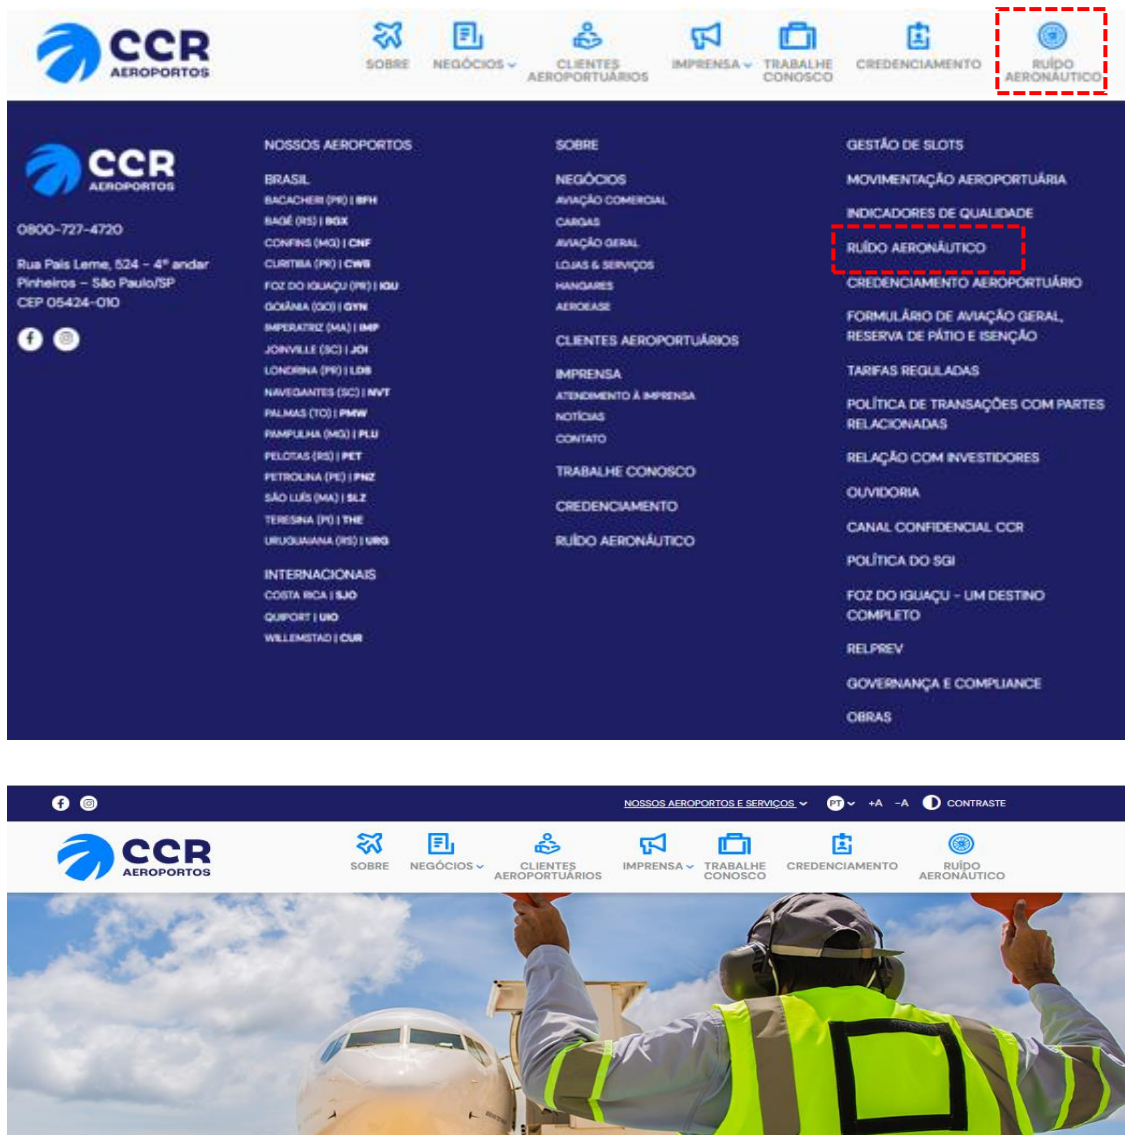 CCR
AEROPORTOS
SOBRE
NEGÓCIOS
CLIENTES
AEROPORTUÁRIOS
IMPRENSA
TRABALHE
CONOSCO
CREDENCIAMENTO
RUÍDO
AERONÁUTICO
CCR
AEROPORTOS
0800-727-4720
Rua Pais Leme, 524 – 4º andar
Pinheiros – São Paulo/SP
CEP 05424-010
NOSSOS AEROPORTOS
BRASIL
BACACHERI (PR) | BFH
BAGÉ (RS) | BGX
CONFINS (MG) | CNF
CURITIBA (PR) | CWB
FOZ DO IGUAÇU (PR) | IGU
GOIÂNIA (GO) | GYN
IMPERATRIZ (MA) | IMP
JOINVILLE (SC) | JOI
LONDRINA (PR) | LDB
NAVEGANTES (SC) | NVT
PALMAS (TO) | PMW
PAMPULHA (MG) | PLU
PELOTAS (RS) | PET
PETROLINA (PE) | PNZ
SÃO LUÍS (MA) | SLZ
TERESINA (PI) | THE
URUGUAIANA (RS) | URG
INTERNACIONAIS
COSTA RICA | SJO
QUIPORT | UIO
WILLEMSTAD | CUR
SOBRE
NEGÓCIOS
AVIAÇÃO COMERCIAL
CARGAS
AVIAÇÃO GERAL
LOJAS & SERVIÇOS
HANGARES
AEROEASE
CLIENTES AEROPORTUÁRIOS
IMPRENSA
ATENDIMENTO À IMPRENSA
NOTÍCIAS
CONTATO
TRABALHE CONOSCO
CREDENCIAMENTO
RUÍDO AERONÁUTICO
GESTÃO DE SLOTS
MOVIMENTAÇÃO AEROPORTUÁRIA
INDICADORES DE QUALIDADE
RUÍDO AERONÁUTICO
CREDENCIAMENTO AEROPORTUÁRIO
FORMULÁRIO DE AVIAÇÃO GERAL,
RESERVA DE PÁTIO E ISENÇÃO
TARIFAS REGULADAS
POLÍTICA DE TRANSAÇÕES COM PARTES
RELACIONADAS
RELAÇÃO COM INVESTIDORES
OUVIDORIA
CANAL CONFIDENCIAL CCR
POLÍTICA DO SGI
FOZ DO IGUAÇU – UM DESTINO
COMPLETO
RELPREV
GOVERNANÇA E COMPLIANCE
OBRAS
NOSSOS AEROPORTOS E SERVIÇOS
PT
+A -A
CONTRASTE
CCR
AEROPORTOS
SOBRE
NEGÓCIOS
CLIENTES
AEROPORTUÁRIOS
IMPRENSA
TRABALHE
CONOSCO
CREDENCIAMENTO
RUÍDO
AERONÁUTICO